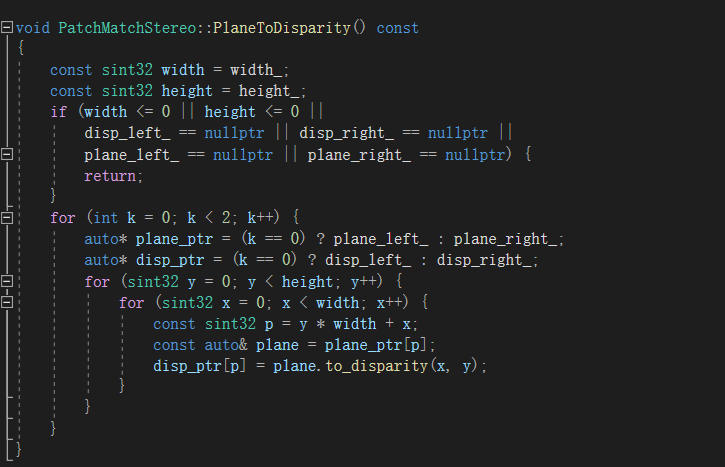 void PatchMatchStereo::PlaneToDisparity() const
{
    const sint32 width = width_;
    const sint32 height = height_;
    if (width <= 0 || height <= 0 ||
        disp_left_ == nullptr || disp_right_ == nullptr ||
        plane_left_ == nullptr || plane_right_ == nullptr) {
        return;
    }
    for (int k = 0; k < 2; k++) {
        auto* plane_ptr = (k == 0) ? plane_left_ : plane_right_;
        auto* disp_ptr = (k == 0) ? disp_left_ : disp_right_;
        for (sint32 y = 0; y < height; y++) {
            for (sint32 x = 0; x < width; x++) {
                const sint32 p = y * width + x;
                const auto& plane = plane_ptr[p];
                disp_ptr[p] = plane.to_disparity(x, y);
            }
        }
    }
}